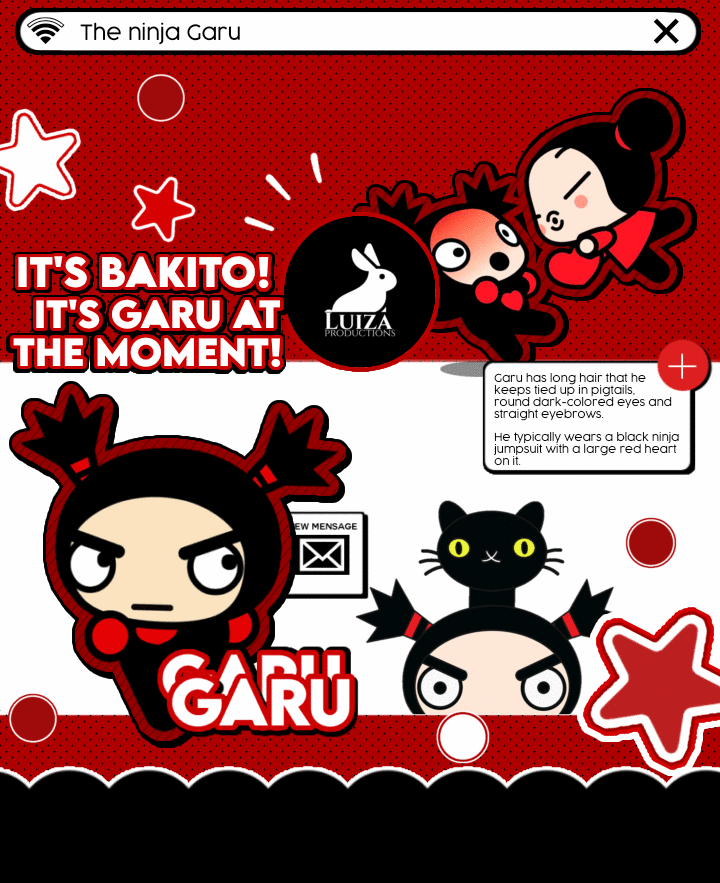 The ninja Garu
IT'S BAKITO!
IT'S GARU AT
THE MOMENT!
LUIZA
PRODUCTIONS
Garu has long hair that he
keeps tied up in pigtails,
round dark-colored eyes and
straight eyebrows.
He typically wears a black ninja
jumpsuit with a large red heart
on it.
EW MENSAGE
GARU
GARU